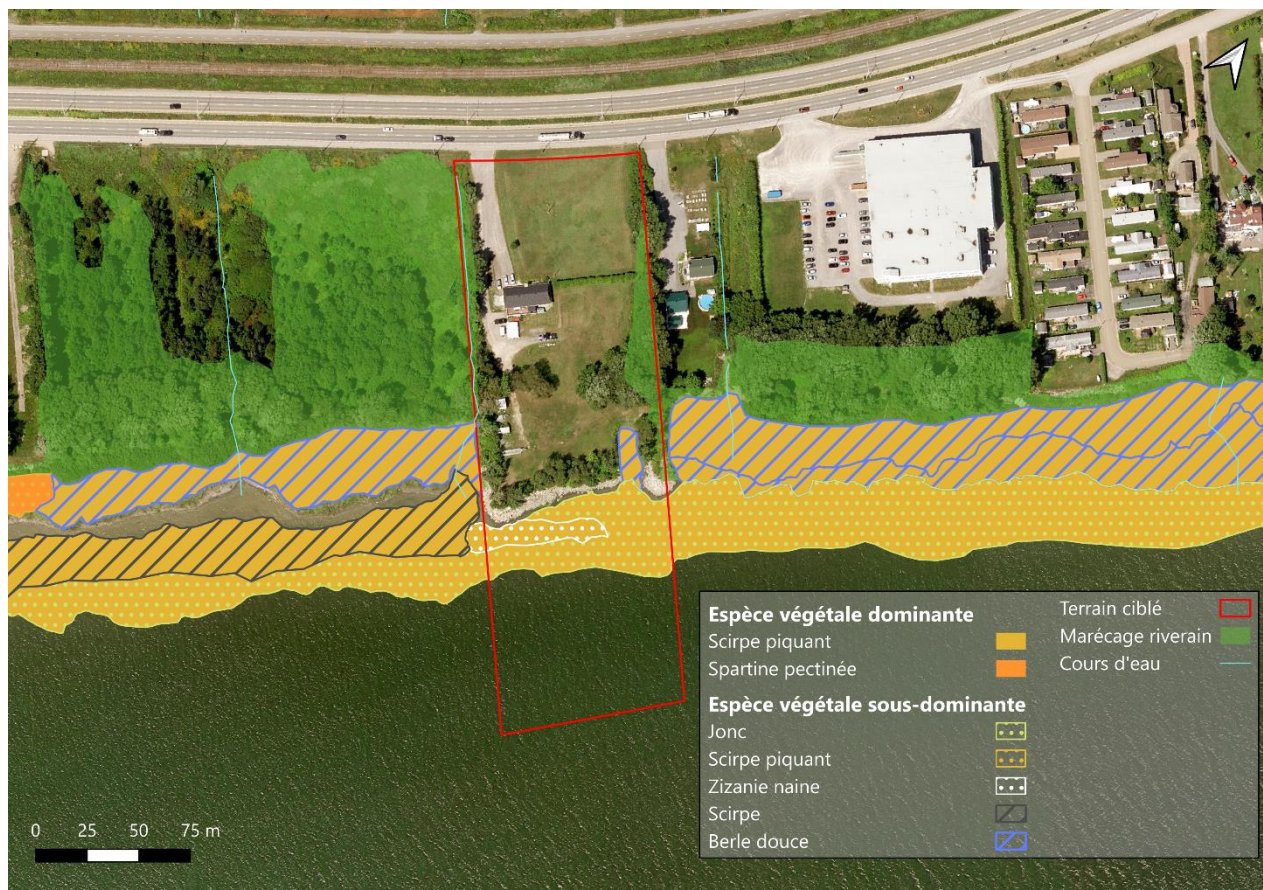 Espèce végétale dominante
Scirpe piquant
Spartine pectinée
Espèce végétale sous-dominante
Jonc
Scirpe piquant
Zizanie naine
Scirpe
Berle douce
Terrain ciblé
Marécage riverain
Cours d'eau
0 25 50 75 m